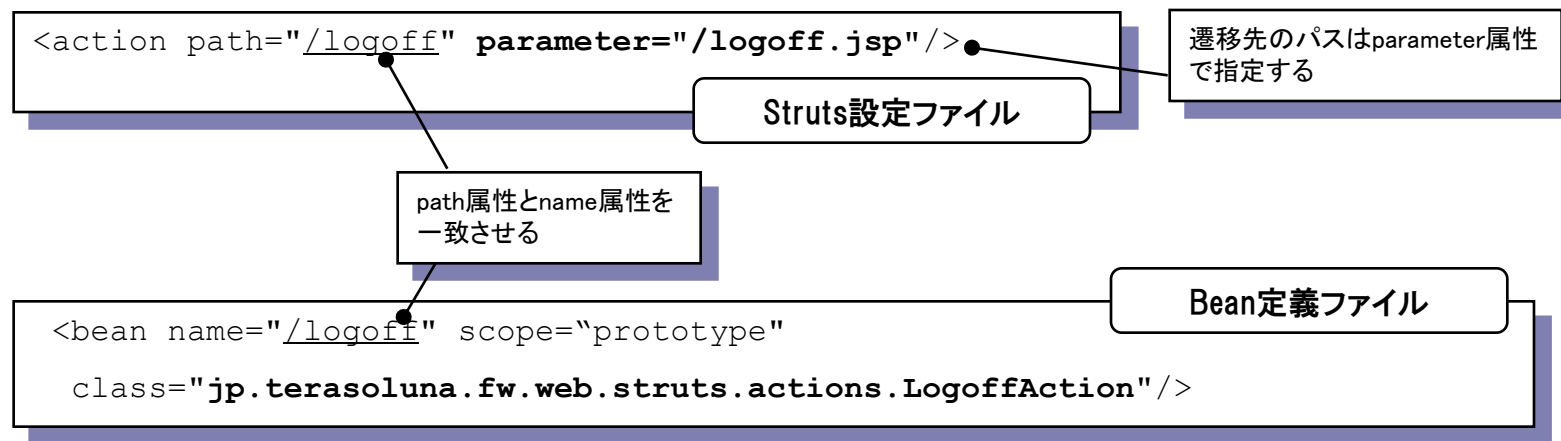 <action path="/logoff" parameter="/logoff.jsp"/>
遷移先のパスはparameter属性
で指定する
Struts設定ファイル
path属性とname属性を
一致させる
Bean定義ファイル
<bean name="/logoff" scope=“prototype"
class="jp.terasoluna.fw.web.struts.actions.LogoffAction"/>